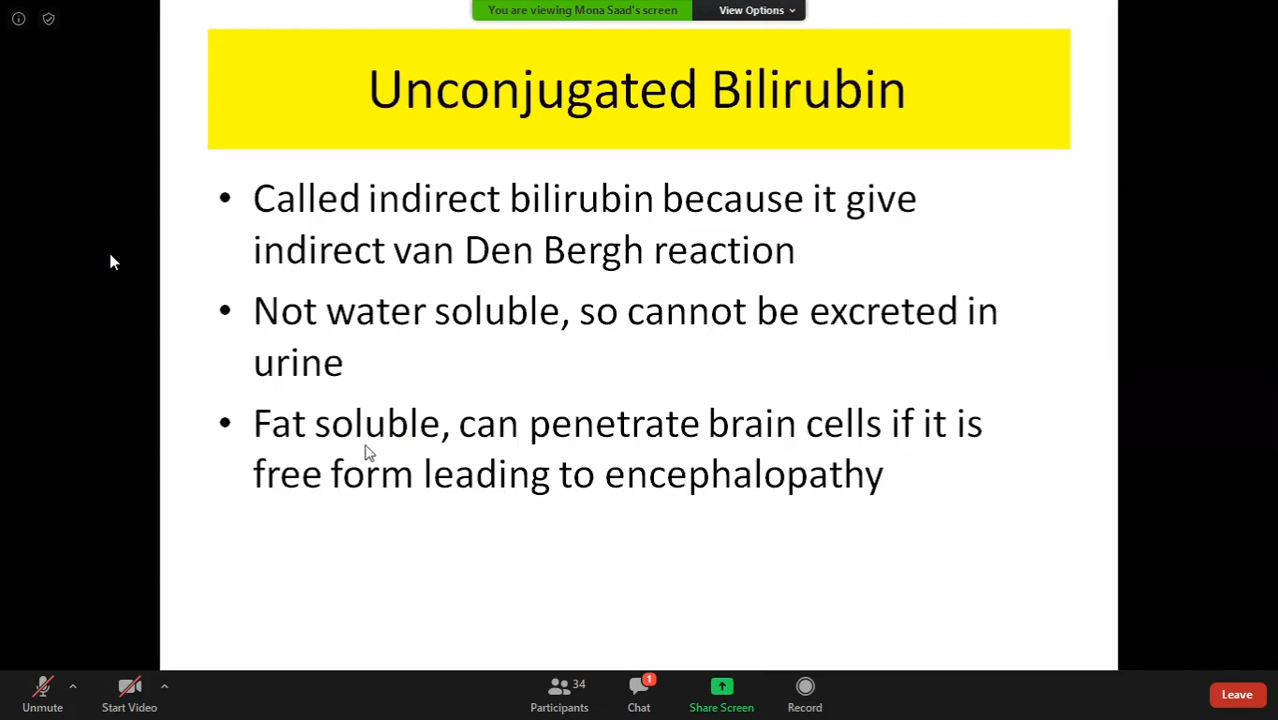 You are viewing Mona Saad's screen
View Options
Unconjugated Bilirubin
• Called indirect bilirubin because it give
indirect van Den Bergh reaction
• Not water soluble, so cannot be excreted in
urine
• Fat soluble, can penetrate brain cells if it is
free form leading to encephalopathy
Unmute
Start Video
34
Participants
1
Chat
Share Screen
Record
Leave